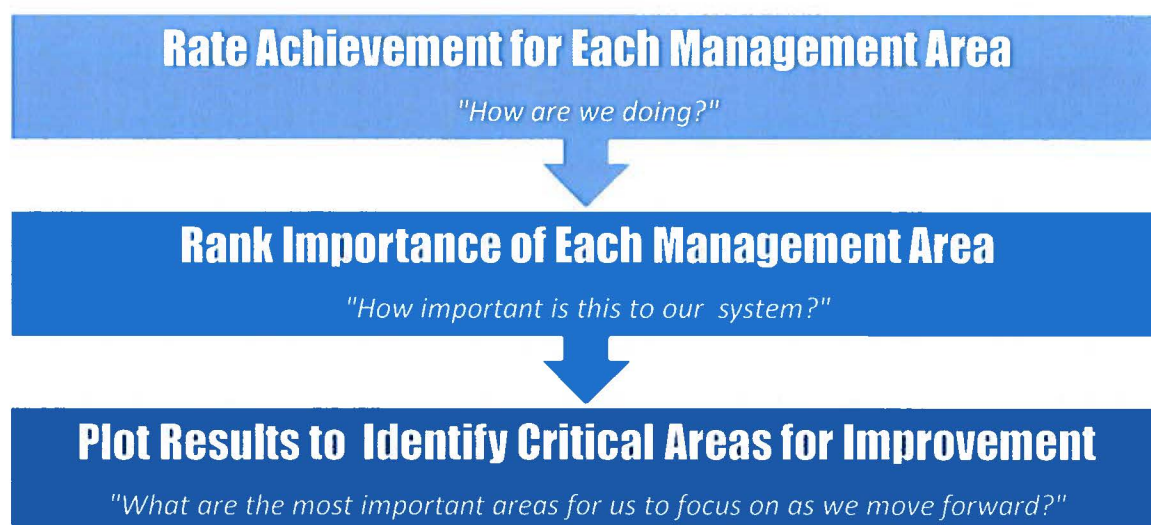 Rate Achievement for Each Management Area
"How are we doing?"
Rank Importance of Each Management Area
"How important is this to our system?"
Plot Results to Identify Critical Areas for Improvement
"What are the most important areas for us to focus on as we move forward?"